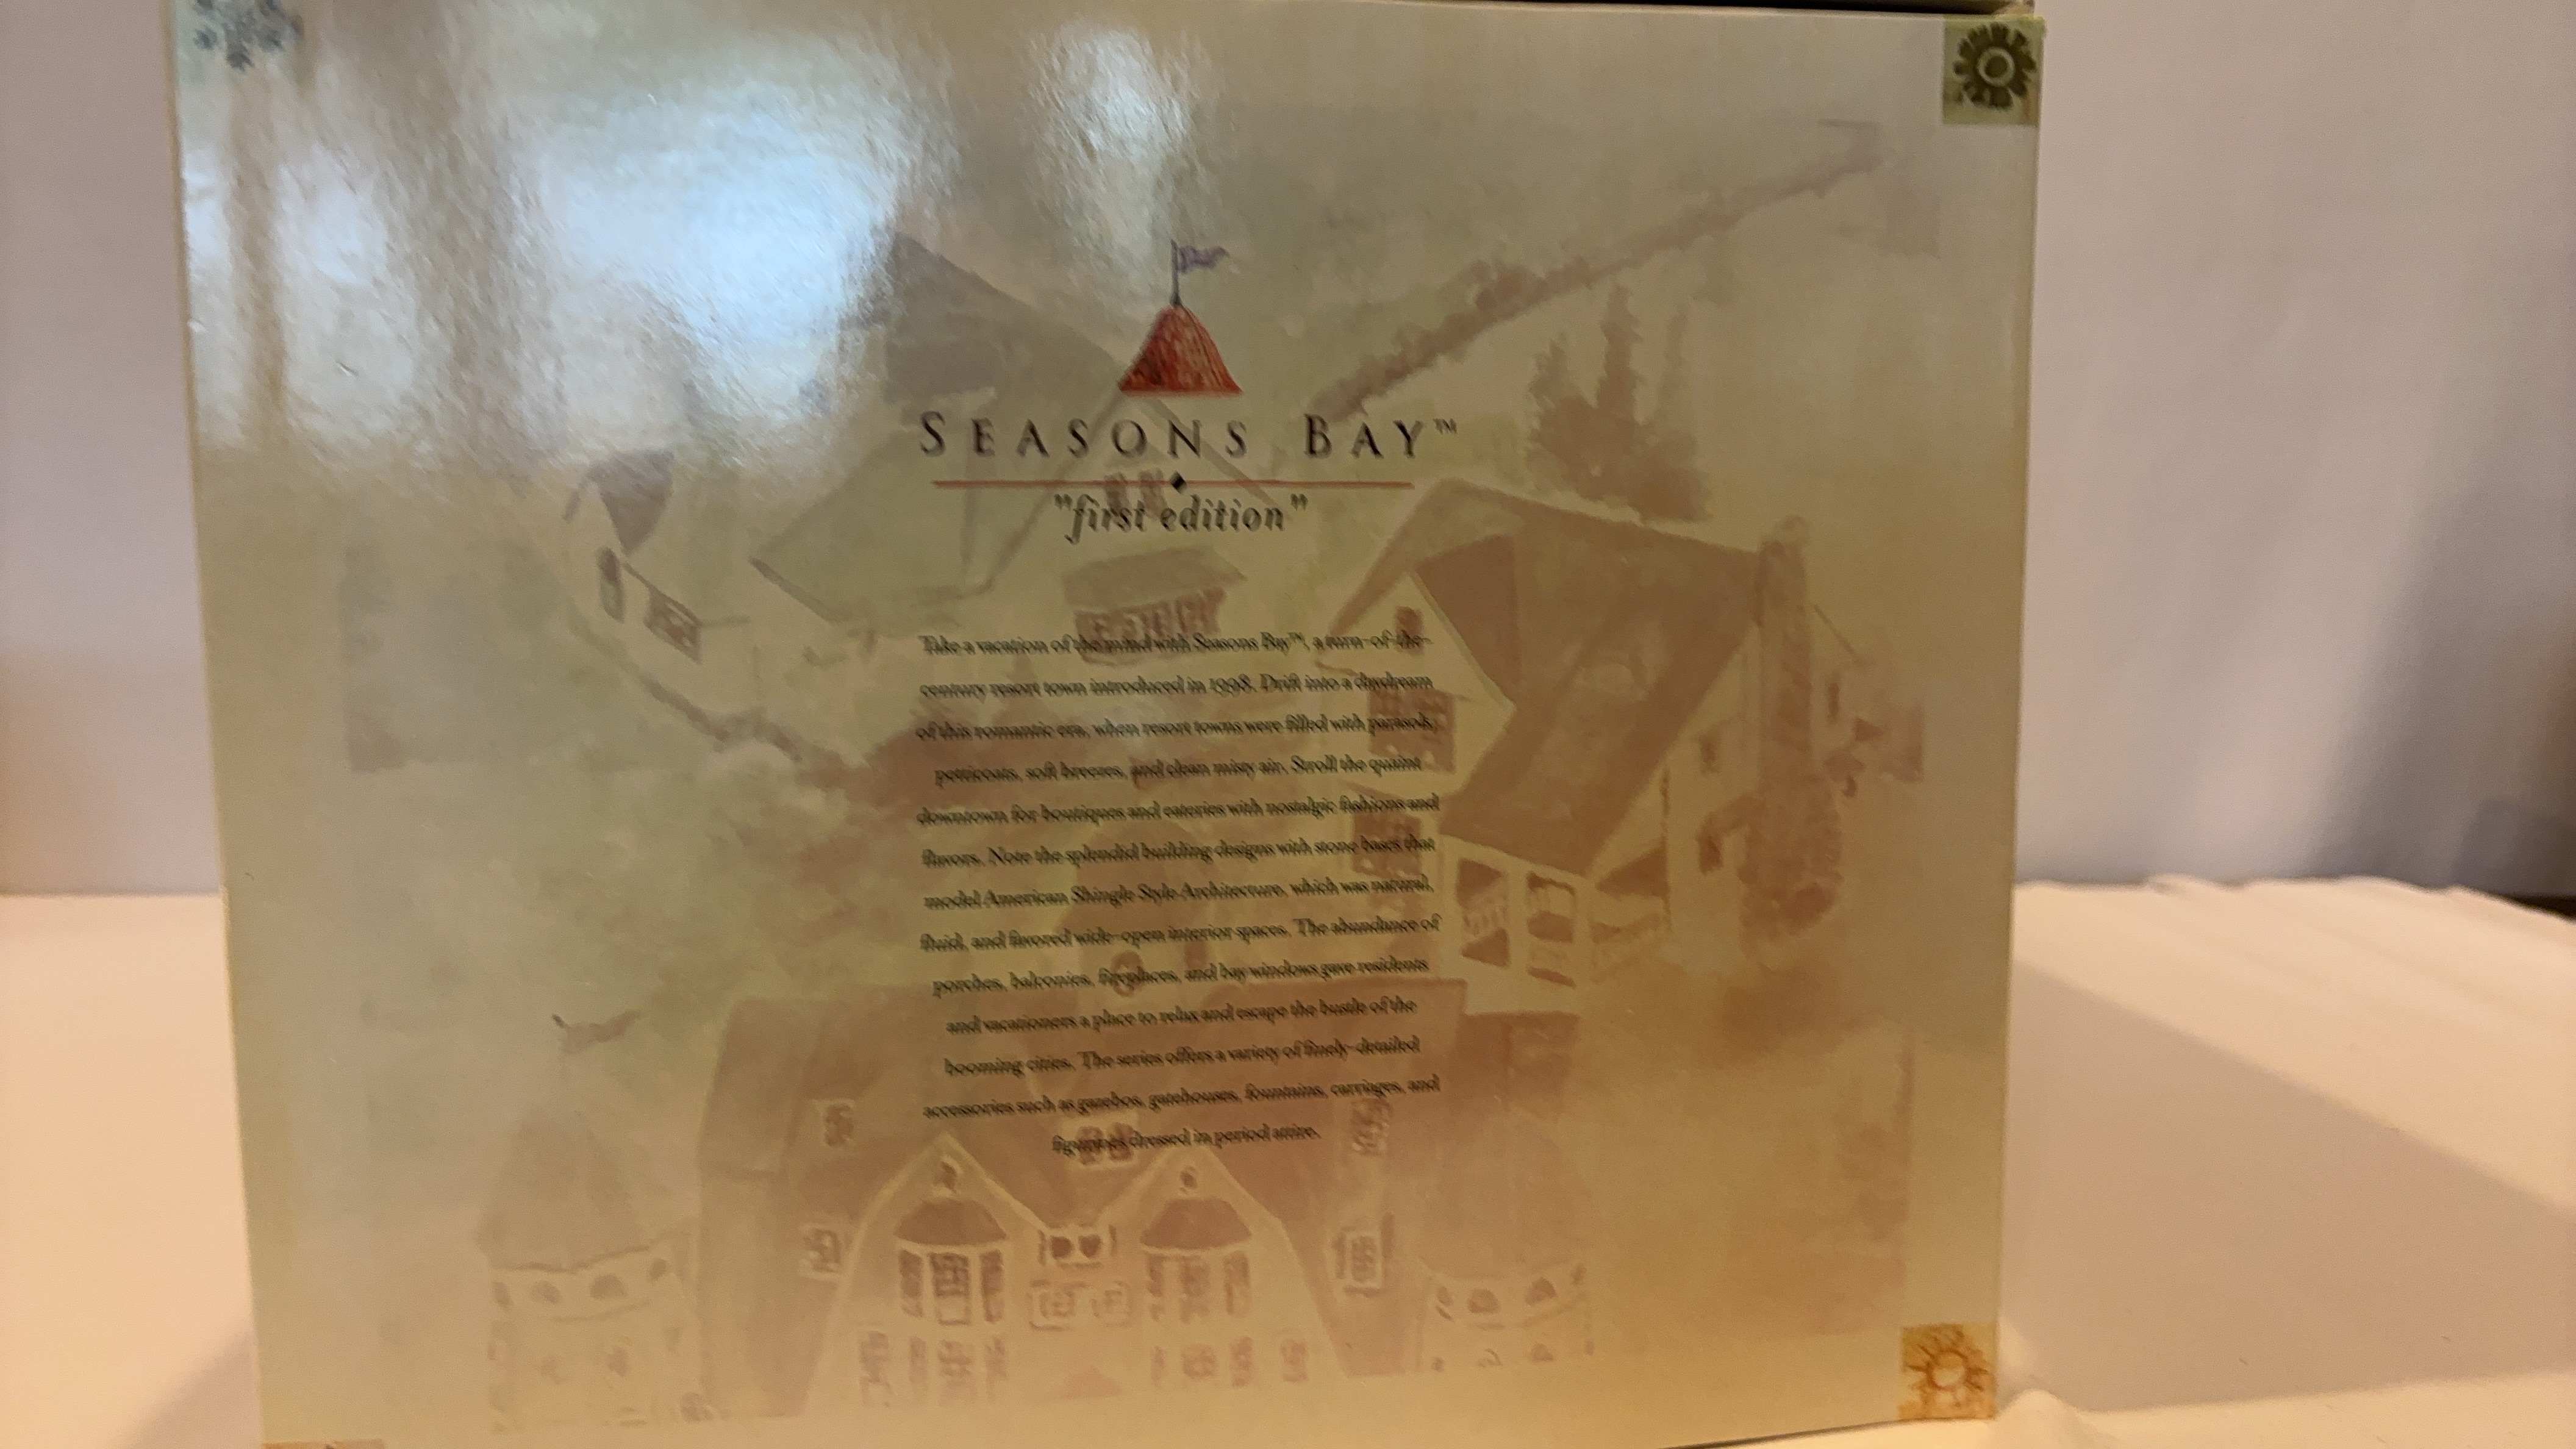 SEASONS BAY™
"first edition"
Take a vacation of the mind with Seasons Bay™, a turn-of-the-
century resort town introduced in 1998. Drift into a daydream
of this romantic era, when resort towns were filled with parasols,
petticoats, soft breezes, and clean misty air. Stroll the quaint
downtown for boutiques and eateries with nostalgic fashions and
flavors. Note the splendid building designs with stone bases that
model American Shingle Style Architecture, which was natural,
fluid, and favored wide-open interior spaces. The abundance of
porches, balconies, fireplaces, and bay windows gave residents
and vacationers a place to relax and escape the bustle of the
booming cities. The series offers a variety of finely-detailed
accessories such as gazebos, gatehouses, fountains, carriages, and
figurines dressed in period attire.